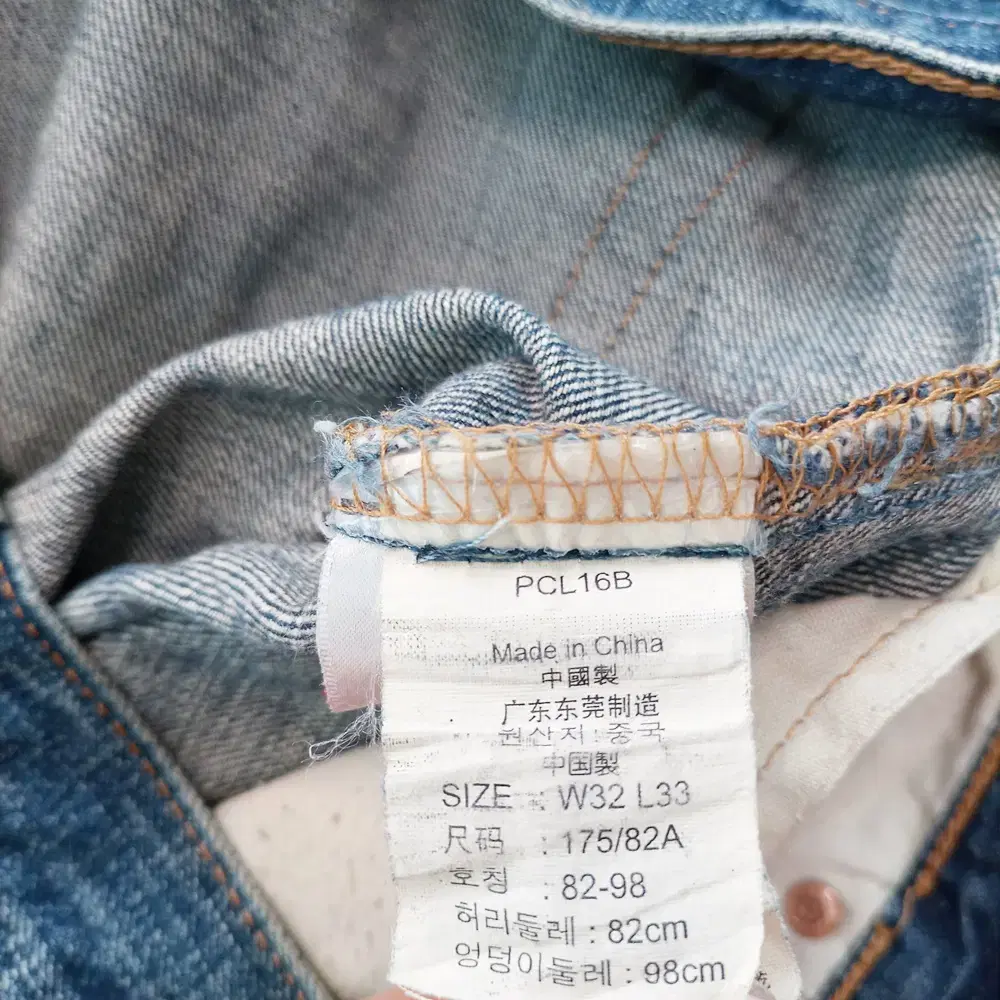 PCL16B
Made in China
中國製
广东东莞制造
원산지 : 중국
中国製
SIZE : W32 L33
尺码 : 175/82A
호칭 : 82-98
허리둘레 : 82cm
엉덩이둘레 : 98cm